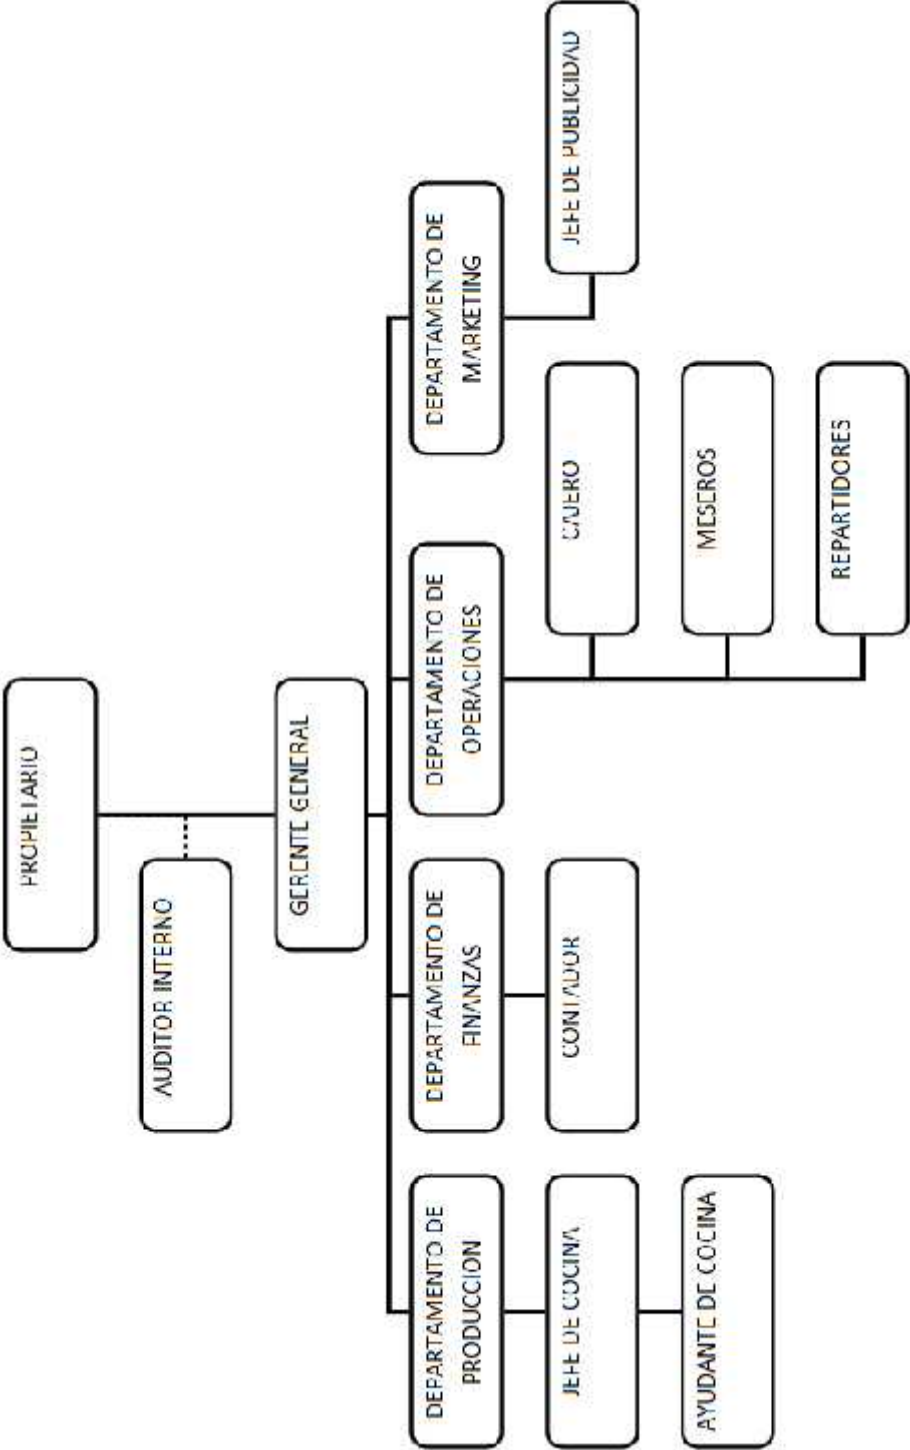 PROPIETARIO
AUDITOR INTERNO
GERENTE GENERAL
DEPARTAMENTO DE
PRODUCCION
DEPARTAMENTO DE
FINANZAS
DEPARTAMENTO DE
OPERACIONES
DEPARTAMENTO DE
MARKETING
JEFE DE COCINA
CONTADOR
CAJERO
JEFE DE PUBLICIDAD
AYUDANTE DE COCINA
MESEROS
REPARTIDORES